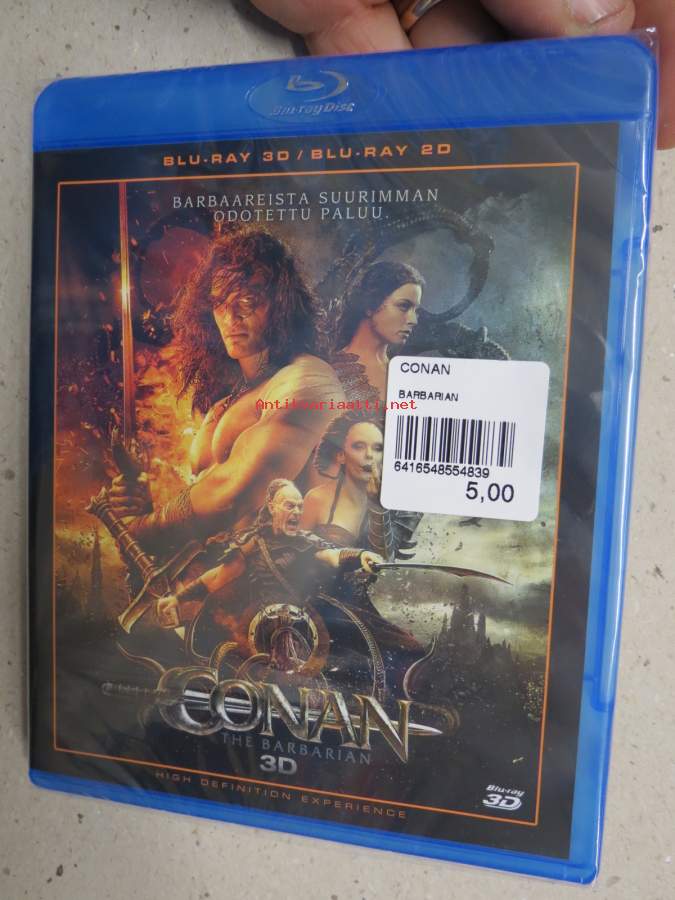 Blu-ray Disc
BLU-RAY 3D / BLU-RAY 2D
BARBAAREISTA SUURIMMAN
ODOTETTU PALUU.
CONAN
BARBARIAN
6416548554839
5,00
Antikvariaatti.net
CONAN
THE BARBARIAN
3D
HIGH DEFINITION EXPERIENCE
Blu-ray
3D